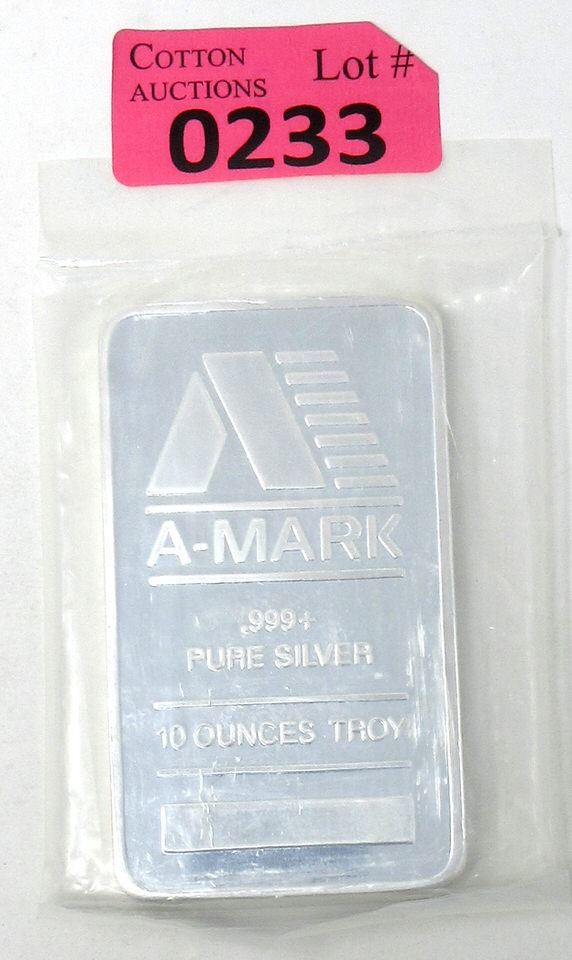 COTTON
AUCTIONS
Lot #
0233
A-MARK
.999+
PURE SILVER
10 OUNCES TROY